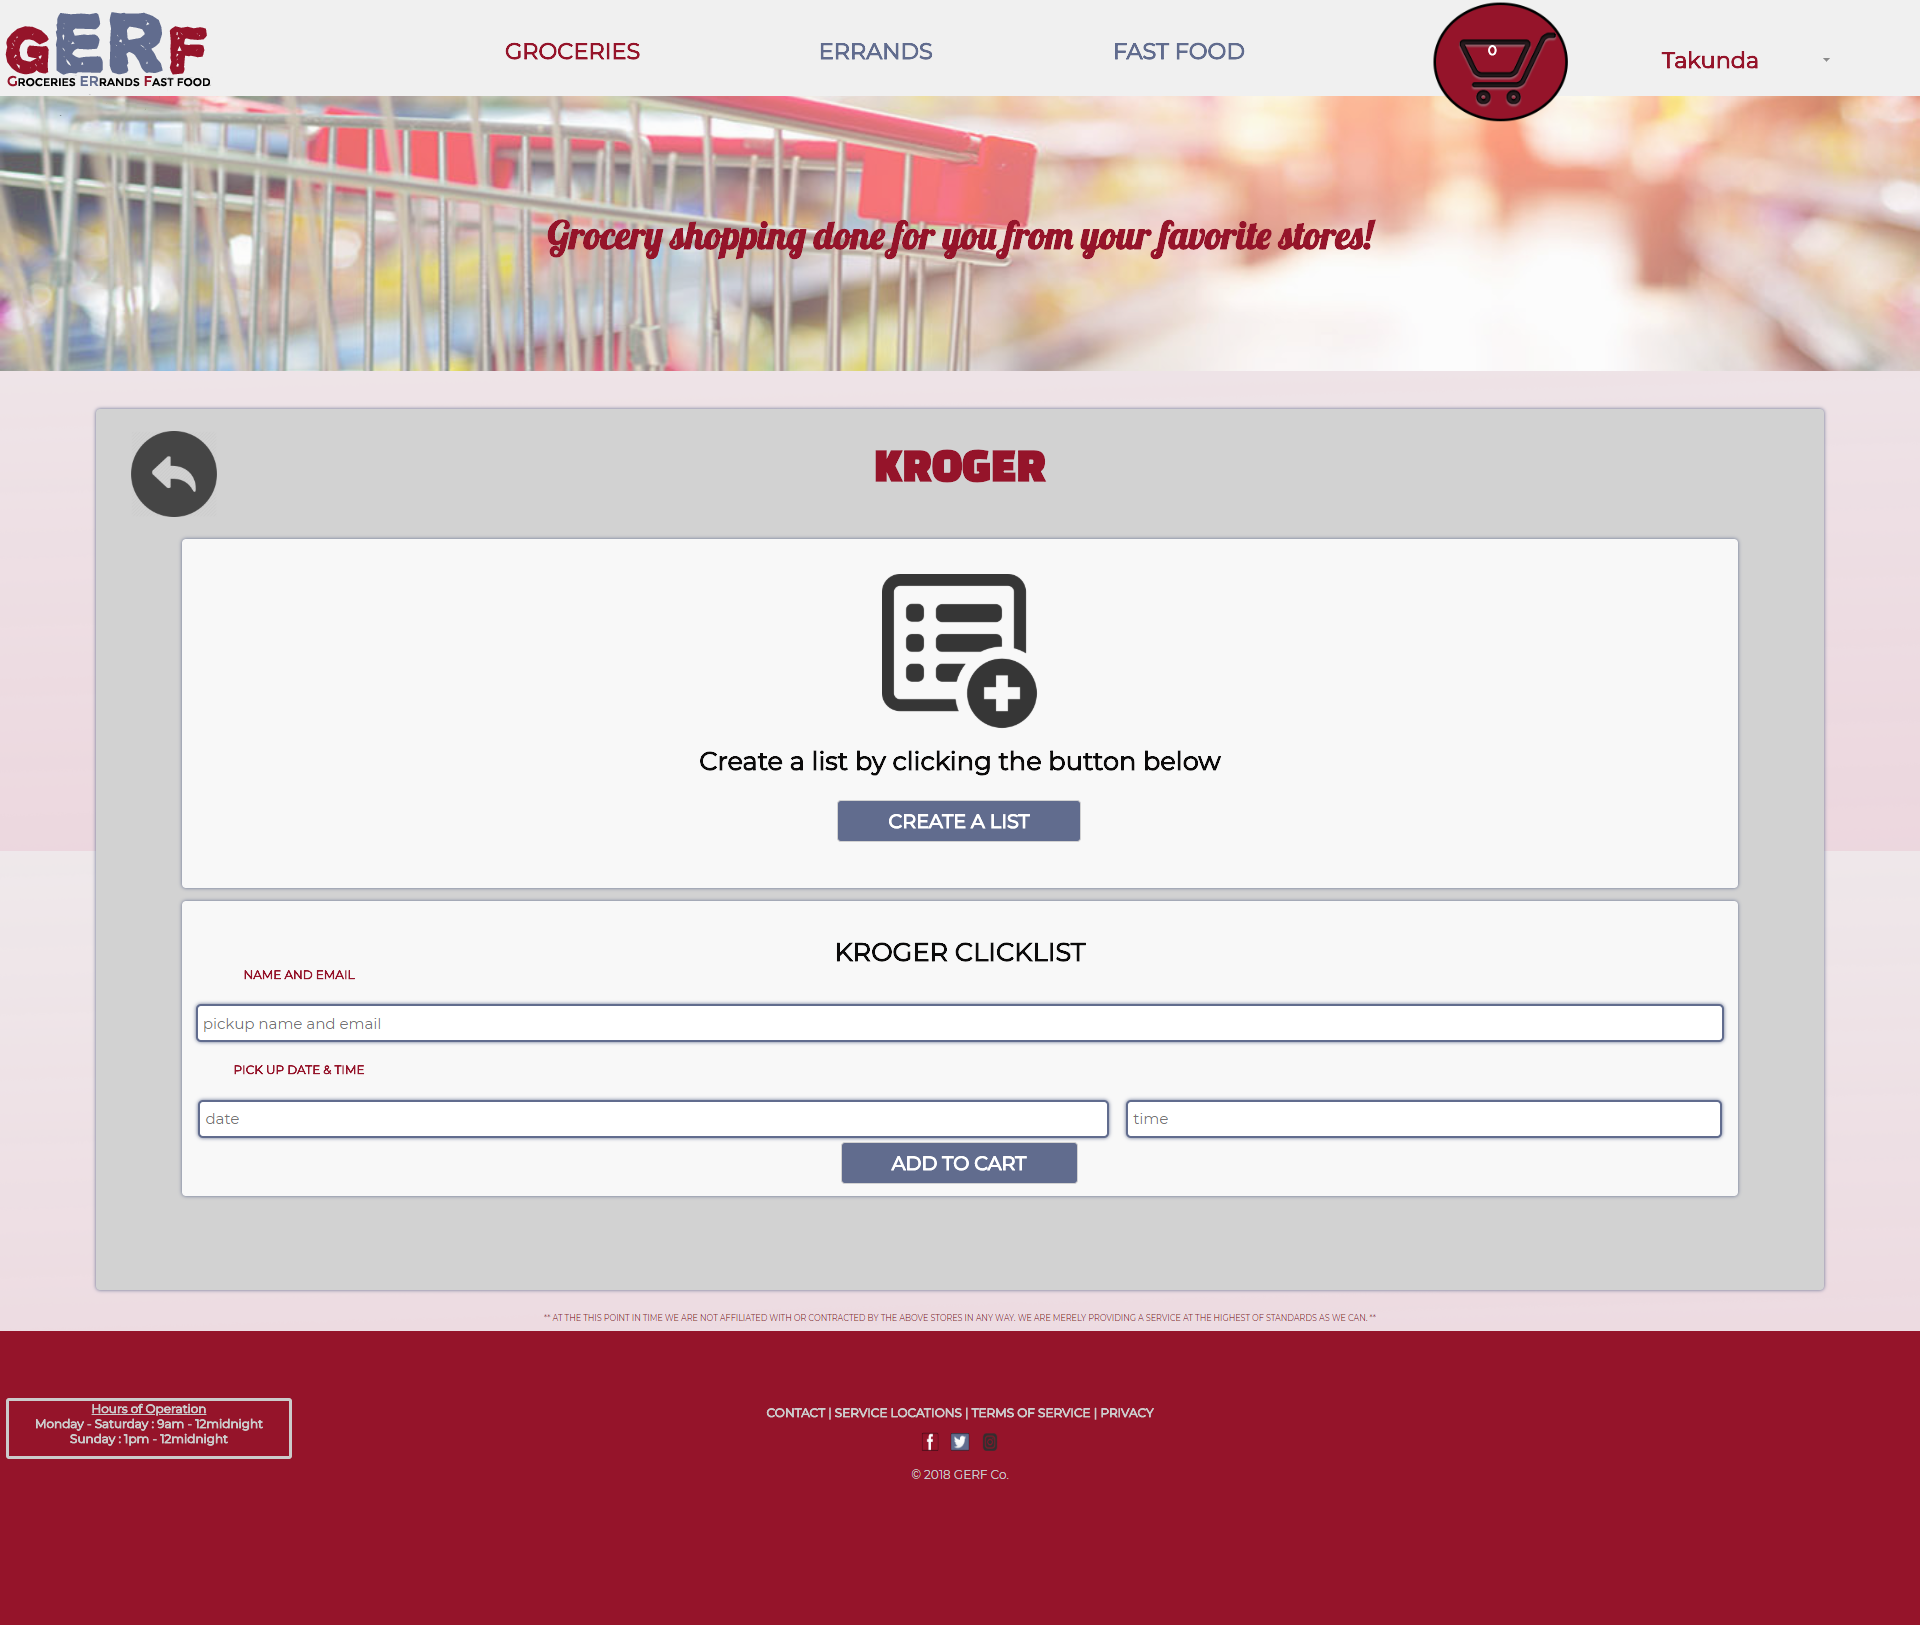 GERF
GROCERIES ERRANDS FAST FOOD
GROCERIES
ERRANDS
FAST FOOD
0
Takunda
Grocery shopping done for you from your favorite stores!
KROGER
Create a list by clicking the button below
CREATE A LIST
KROGER CLICKLIST
NAME AND EMAIL
pickup name and email
PICK UP DATE & TIME
date
time
ADD TO CART
** AT THE THIS POINT IN TIME WE ARE NOT AFFILIATED WITH OR CONTRACTED BY THE ABOVE STORES IN ANY WAY. WE ARE MERELY PROVIDING A SERVICE AT THE HIGHEST OF STANDARDS AS WE CAN. **
Hours of Operation
Monday - Saturday : 9am - 12midnight
Sunday : 1pm - 12midnight
CONTACT | SERVICE LOCATIONS | TERMS OF SERVICE | PRIVACY
© 2018 GERF Co.